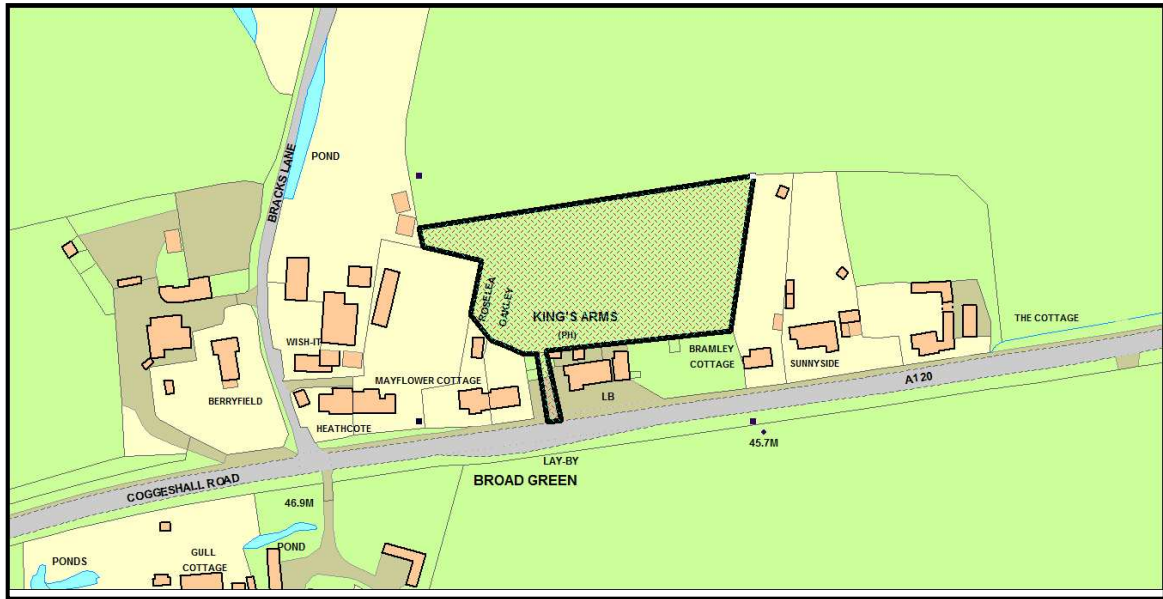 POND
BRACKS LANE
ROSELEA
OAKLEY
KING'S ARMS
(PH)
WISH-IT
MAYFLOWER COTTAGE
BRAMLEY
COTTAGE
SUNNYSIDE
THE COTTAGE
BERRYFIELD
HEATHCOTE
LB
A120
45.7M
LAY-BY
BROAD GREEN
COGGESHALL ROAD
46.9M
PONDS
GULL
COTTAGE
POND